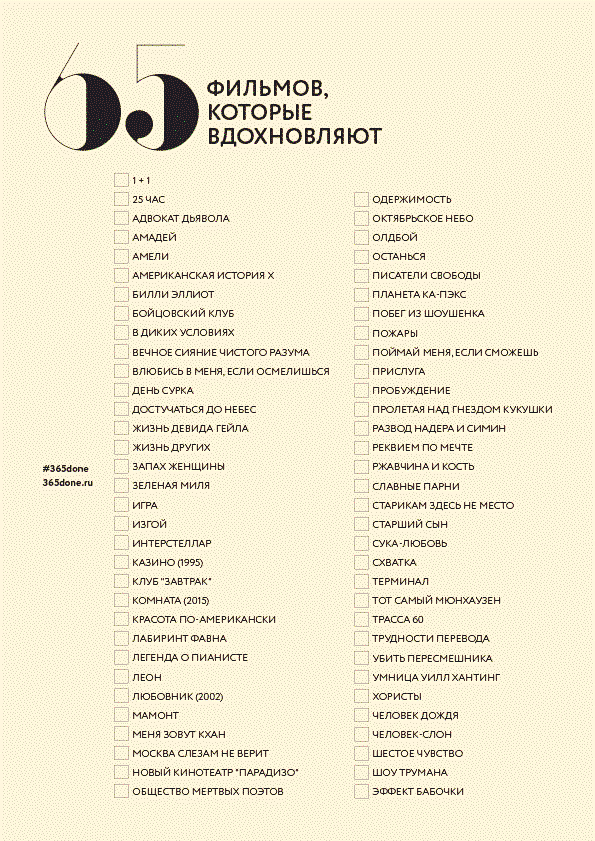 65
ФИЛЬМОВ,
КОТОРЫЕ
ВДОХНОВЛЯЮТ
1 + 1
25 ЧАС
АДВОКАТ ДЬЯВОЛА
АМАДЕЙ
АМЕЛИ
АМЕРИКАНСКАЯ ИСТОРИЯ X
БИЛЛИ ЭЛЛИОТ
БОЙЦОВСКИЙ КЛУБ
В ДИКИХ УСЛОВИЯХ
ВЕЧНОЕ СИЯНИЕ ЧИСТОГО РАЗУМА
ВЛЮБИСЬ В МЕНЯ, ЕСЛИ ОСМЕЛИШЬСЯ
ДЕНЬ СУРКА
ДОСТУЧАТЬСЯ ДО НЕБЕС
ЖИЗНЬ ДЕВИДА ГЕЙЛА
ЖИЗНЬ ДРУГИХ
ЗАПАХ ЖЕНЩИНЫ
ЗЕЛЕНАЯ МИЛЯ
ИГРА
ИЗГОЙ
ИНТЕРСТЕЛЛАР
КАЗИНО (1995)
КЛУБ "ЗАВТРАК"
КОМНАТА (2015)
КРАСОТА ПО-АМЕРИКАНСКИ
ЛАБИРИНТ ФАВНА
ЛЕГЕНДА О ПИАНИСТЕ
ЛЕОН
ЛЮБОВНИК (2002)
МАМОНТ
МЕНЯ ЗОВУТ КХАН
МОСКВА СЛЕЗАМ НЕ ВЕРИТ
НОВЫЙ КИНОТЕАТР "ПАРАДИЗО"
ОБЩЕСТВО МЕРТВЫХ ПОЭТОВ
ОДЕРЖИМОСТЬ
ОКТЯБРЬСКОЕ НЕБО
ОЛДБОЙ
ОСТАНЬСЯ
ПИСАТЕЛИ СВОБОДЫ
ПЛАНЕТА КА-ПЭКС
ПОБЕГ ИЗ ШОУШЕНКА
ПОЖАРЫ
ПОЙМАЙ МЕНЯ, ЕСЛИ СМОЖЕШЬ
ПРИСЛУГА
ПРОБУЖДЕНИЕ
ПРОЛЕТАЯ НАД ГНЕЗДОМ КУКУШКИ
РАЗВОД НАДЕРА И СИМИН
РЕКВИЕМ ПО МЕЧТЕ
РЖАВЧИНА И КОСТЬ
СЛАВНЫЕ ПАРНИ
СТАРИКАМ ЗДЕСЬ НЕ МЕСТО
СТАРШИЙ СЫН
СУКА-ЛЮБОВЬ
СХВАТКА
ТЕРМИНАЛ
ТОТ САМЫЙ МЮНХАУЗЕН
ТРАССА 60
ТРУДНОСТИ ПЕРЕВОДА
УБИТЬ ПЕРЕСМЕШНИКА
УМНИЦА УИЛЛ ХАНТИНГ
ХОРИСТЫ
ЧЕЛОВЕК ДОЖДЯ
ЧЕЛОВЕК-СЛОН
ШЕСТОЕ ЧУВСТВО
ШОУ ТРУМАНА
ЭФФЕКТ БАБОЧКИ
#365done
365done.ru